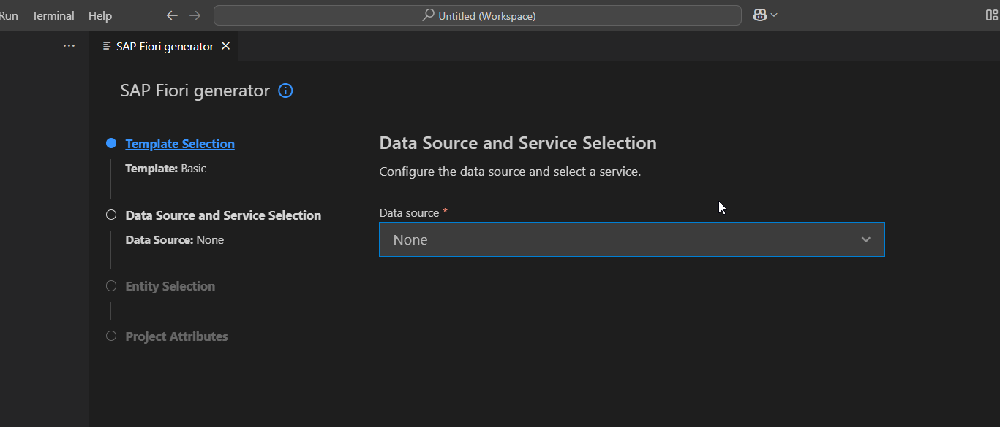 Run Terminal Help
Untitled (Workspace)
SAP Fiori generator
SAP Fiori generator
Template Selection
Template: Basic
Data Source and Service Selection
Data Source: None
Entity Selection
Project Attributes
Data Source and Service Selection
Configure the data source and select a service.
Data source *
None